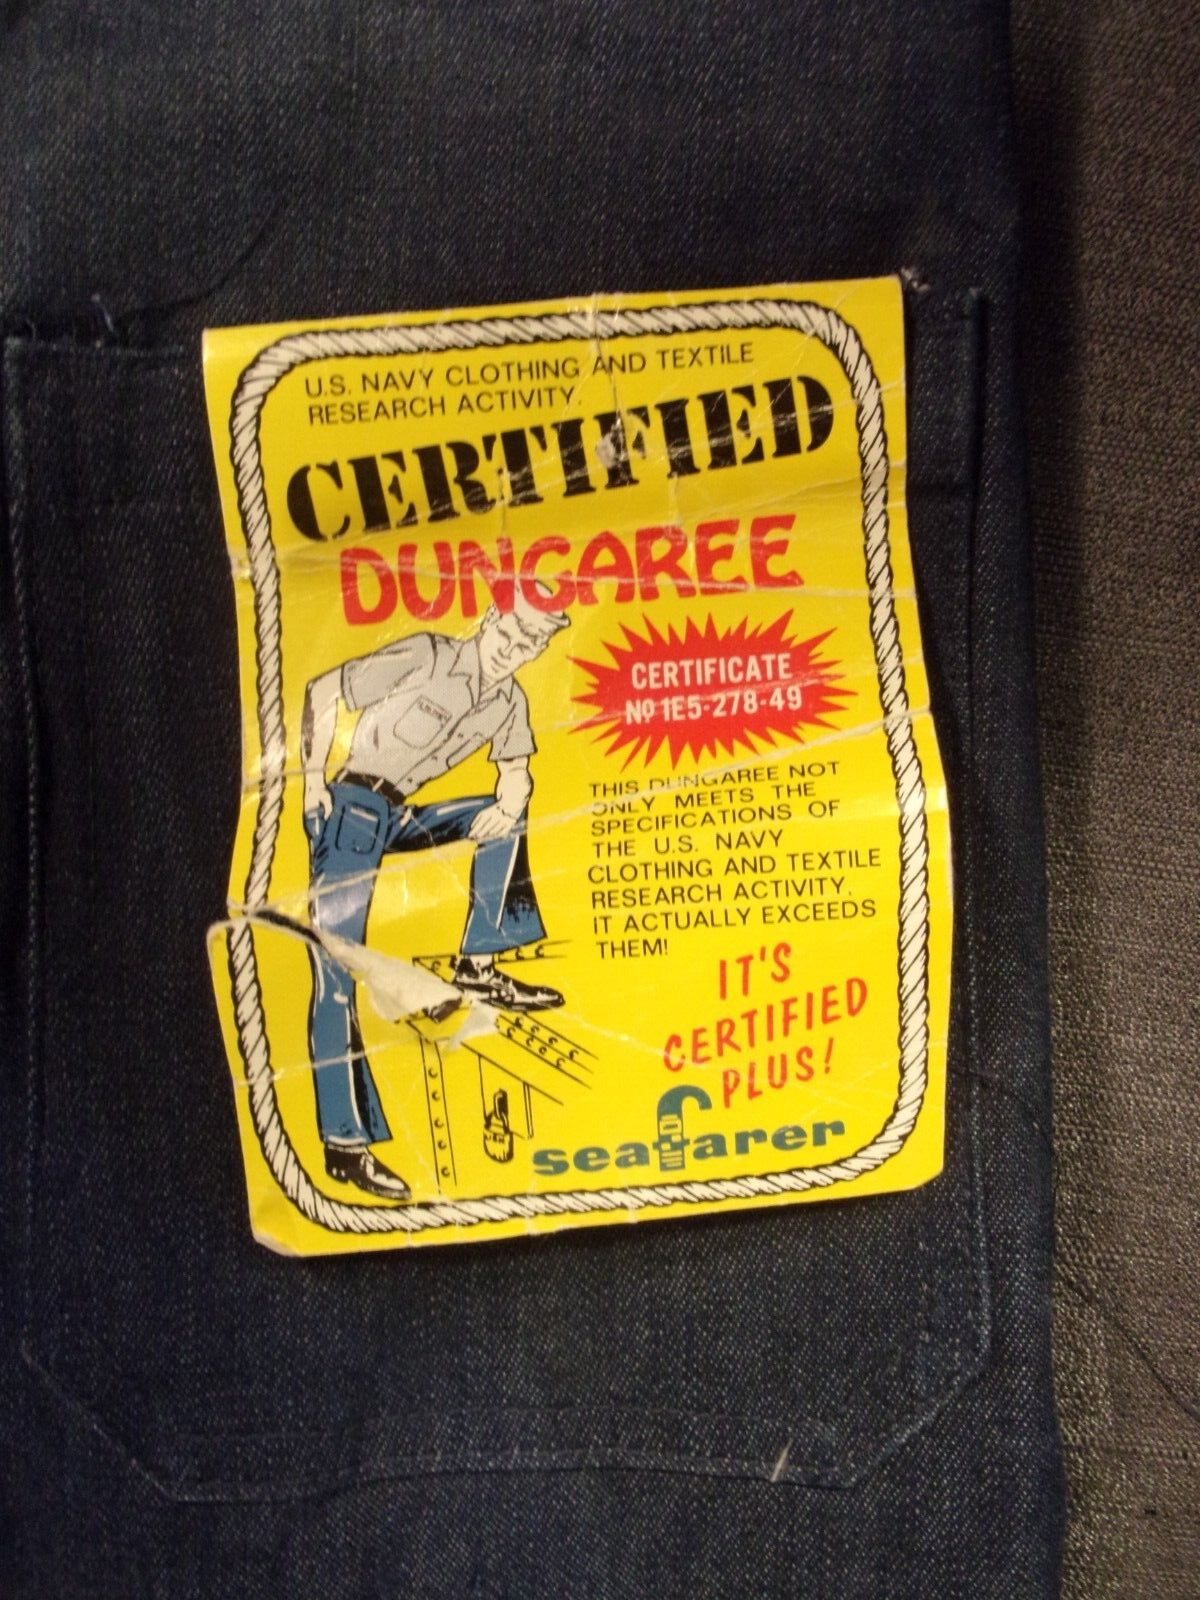 U.S. NAVY CLOTHING AND TEXTILE
RESEARCH ACTIVITY.
CERTIFIED
DUNGAREE
CERTIFICATE
Nº 1E5-278-49
THIS DUNGAREE NOT
ONLY MEETS THE
SPECIFICATIONS OF
THE U.S. NAVY
CLOTHING AND TEXTILE
RESEARCH ACTIVITY.
IT ACTUALLY EXCEEDS
THEM!
IT'S
CERTIFIED
PLUS!
seafarer